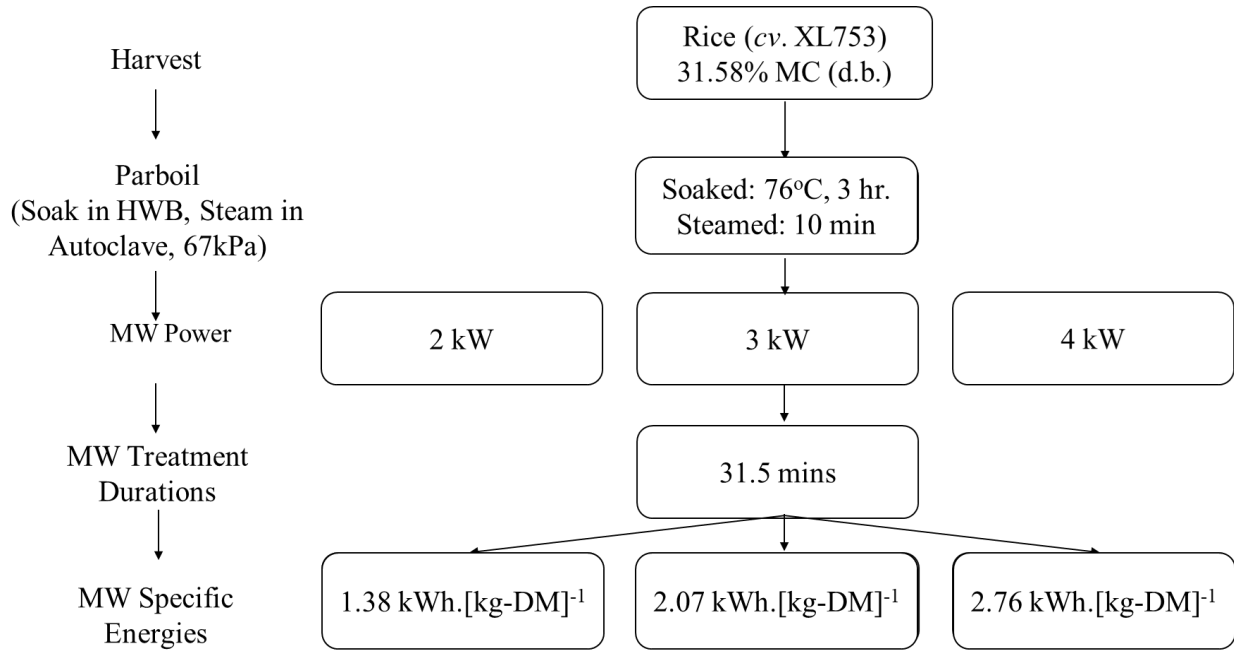 Harvest
Rice (cv. XL753)
31.58% MC (d.b.)
Parboil
(Soak in HWB, Steam in
Autoclave, 67kPa)
Soaked: 76°C, 3 hr.
Steamed: 10 min
MW Power
2 kW
3 kW
4 kW
MW Treatment
Durations
31.5 mins
MW Specific
Energies
1.38 kWh.[kg-DM]⁻¹
2.07 kWh.[kg-DM]⁻¹
2.76 kWh.[kg-DM]⁻¹